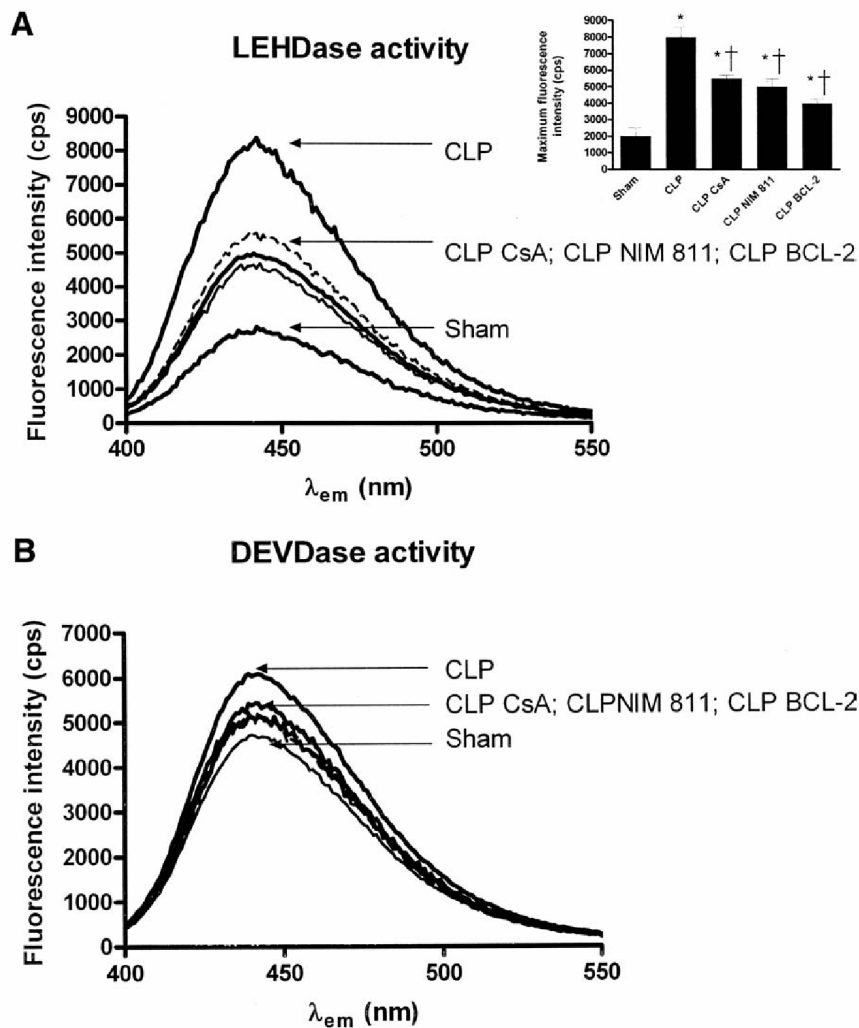 A
LEHDase activity
Fluorescence intensity (cps)
9000
8000
7000
6000
5000
4000
3000
2000
1000
0
400
450
500
550
λem (nm)
CLP
CLP CsA; CLP NIM 811; CLP BCL-2
Sham
Maximum fluorescence
intensity (cps)
9000
8000
7000
6000
5000
4000
3000
2000
1000
0
*
*†
*†
*†
Sham
CLP
CLP CsA
CLP NIM 811
CLP BCL-2
B
DEVDase activity
Fluorescence intensity (cps)
7000
6000
5000
4000
3000
2000
1000
0
400
450
500
550
λem (nm)
CLP
CLP CsA; CLPNIM 811; CLP BCL-2
Sham